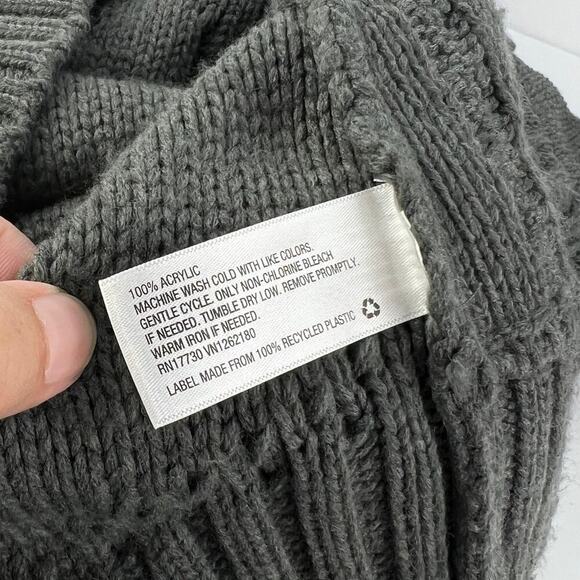 100% ACRYLIC
MACHINE WASH COLD WITH LIKE COLORS.
GENTLE CYCLE. ONLY NON-CHLORINE BLEACH
IF NEEDED. TUMBLE DRY LOW. REMOVE PROMPTLY.
WARM IRON IF NEEDED.
RN17730 VN1262180
LABEL MADE FROM 100% RECYCLED PLASTIC